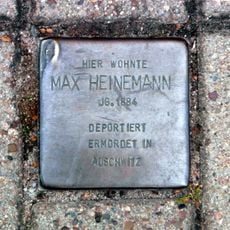 HIER WOHNTE
MAX HEINEMANN
JG. 1884
DEPORTIERT
ERMORDET IN
AUSCHWITZ